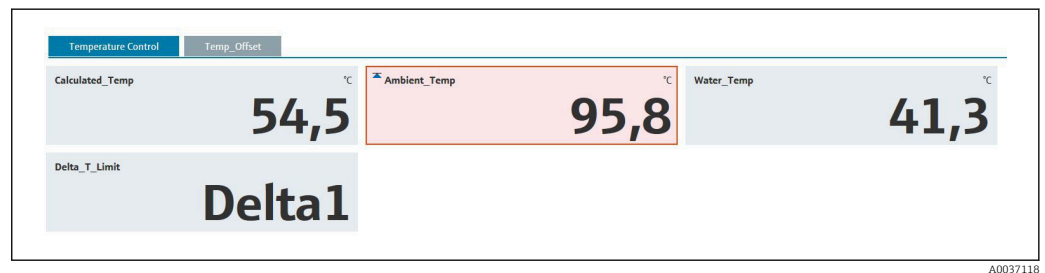 Temperature Control Temp_Offset
Calculated_Temp °C Ambient_Temp °C Water_Temp °C
54,5 95,8 41,3
Delta_T_Limit
Delta1
A0037118